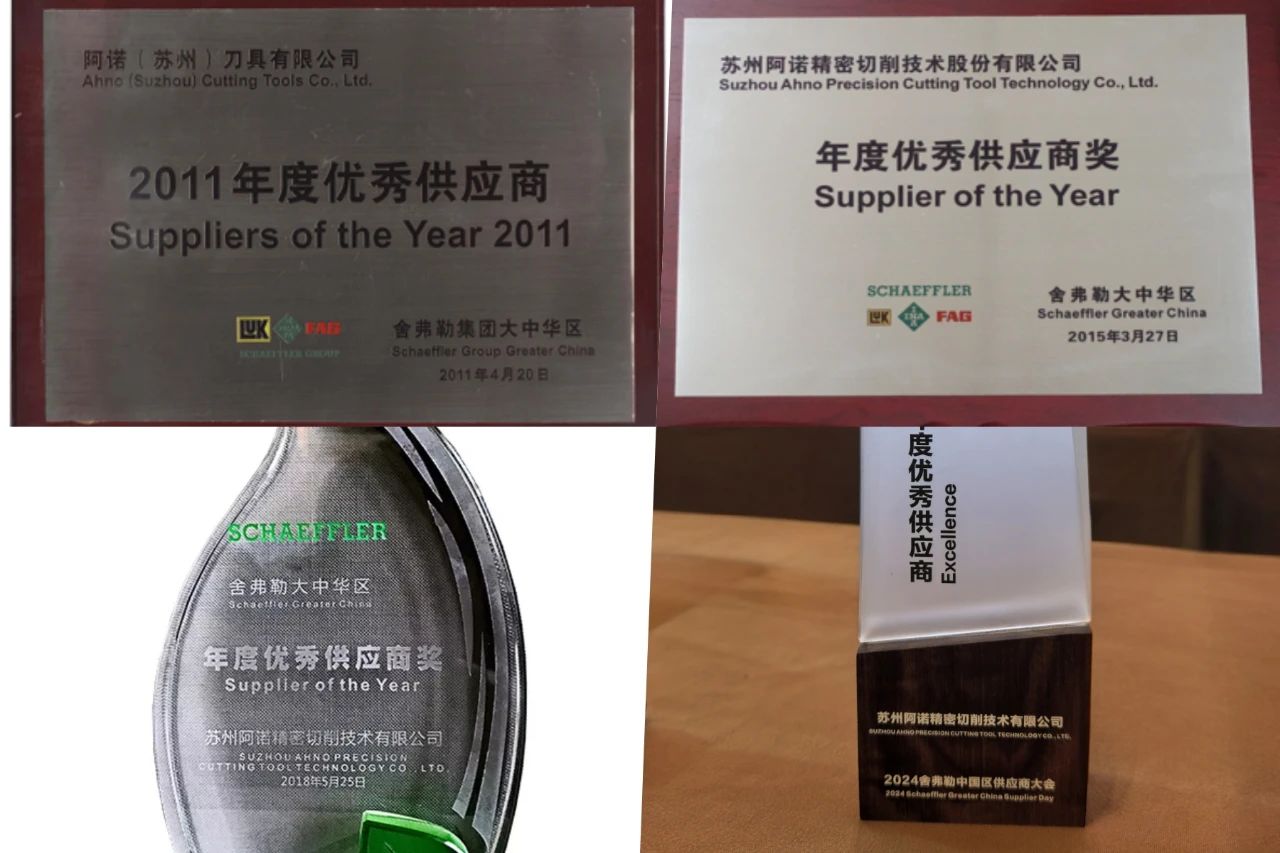 阿诺（苏州）刀具有限公司
Ahno (Suzhou) Cutting Tools Co., Ltd.
2011年度优秀供应商
Suppliers of the Year 2011
LUK INA FAG
SCHAEFFLER GROUP
舍弗勒集团大中华区
Schaeffler Group Greater China
2011年4月20日
苏州阿诺精密切削技术股份有限公司
Suzhou Ahno Precision Cutting Tool Technology Co., Ltd.
年度优秀供应商奖
Supplier of the Year
SCHAEFFLER
LUK INA FAG
舍弗勒大中华区
Schaeffler Greater China
2015年3月27日
SCHAEFFLER
舍弗勒大中华区
Schaeffler Greater China
年度优秀供应商奖
Supplier of the Year
苏州阿诺精密切削技术有限公司
SUZHOU AHNO PRECISION
CUTTING TOOL TECHNOLOGY CO., LTD.
2018年5月25日
年度优秀供应商
Excellence
苏州阿诺精密切削技术有限公司
SUZHOU AHNO PRECISION CUTTING TOOL TECHNOLOGY CO., LTD.
2024舍弗勒中国区供应商大会
2024 Schaeffler Greater China Supplier Day